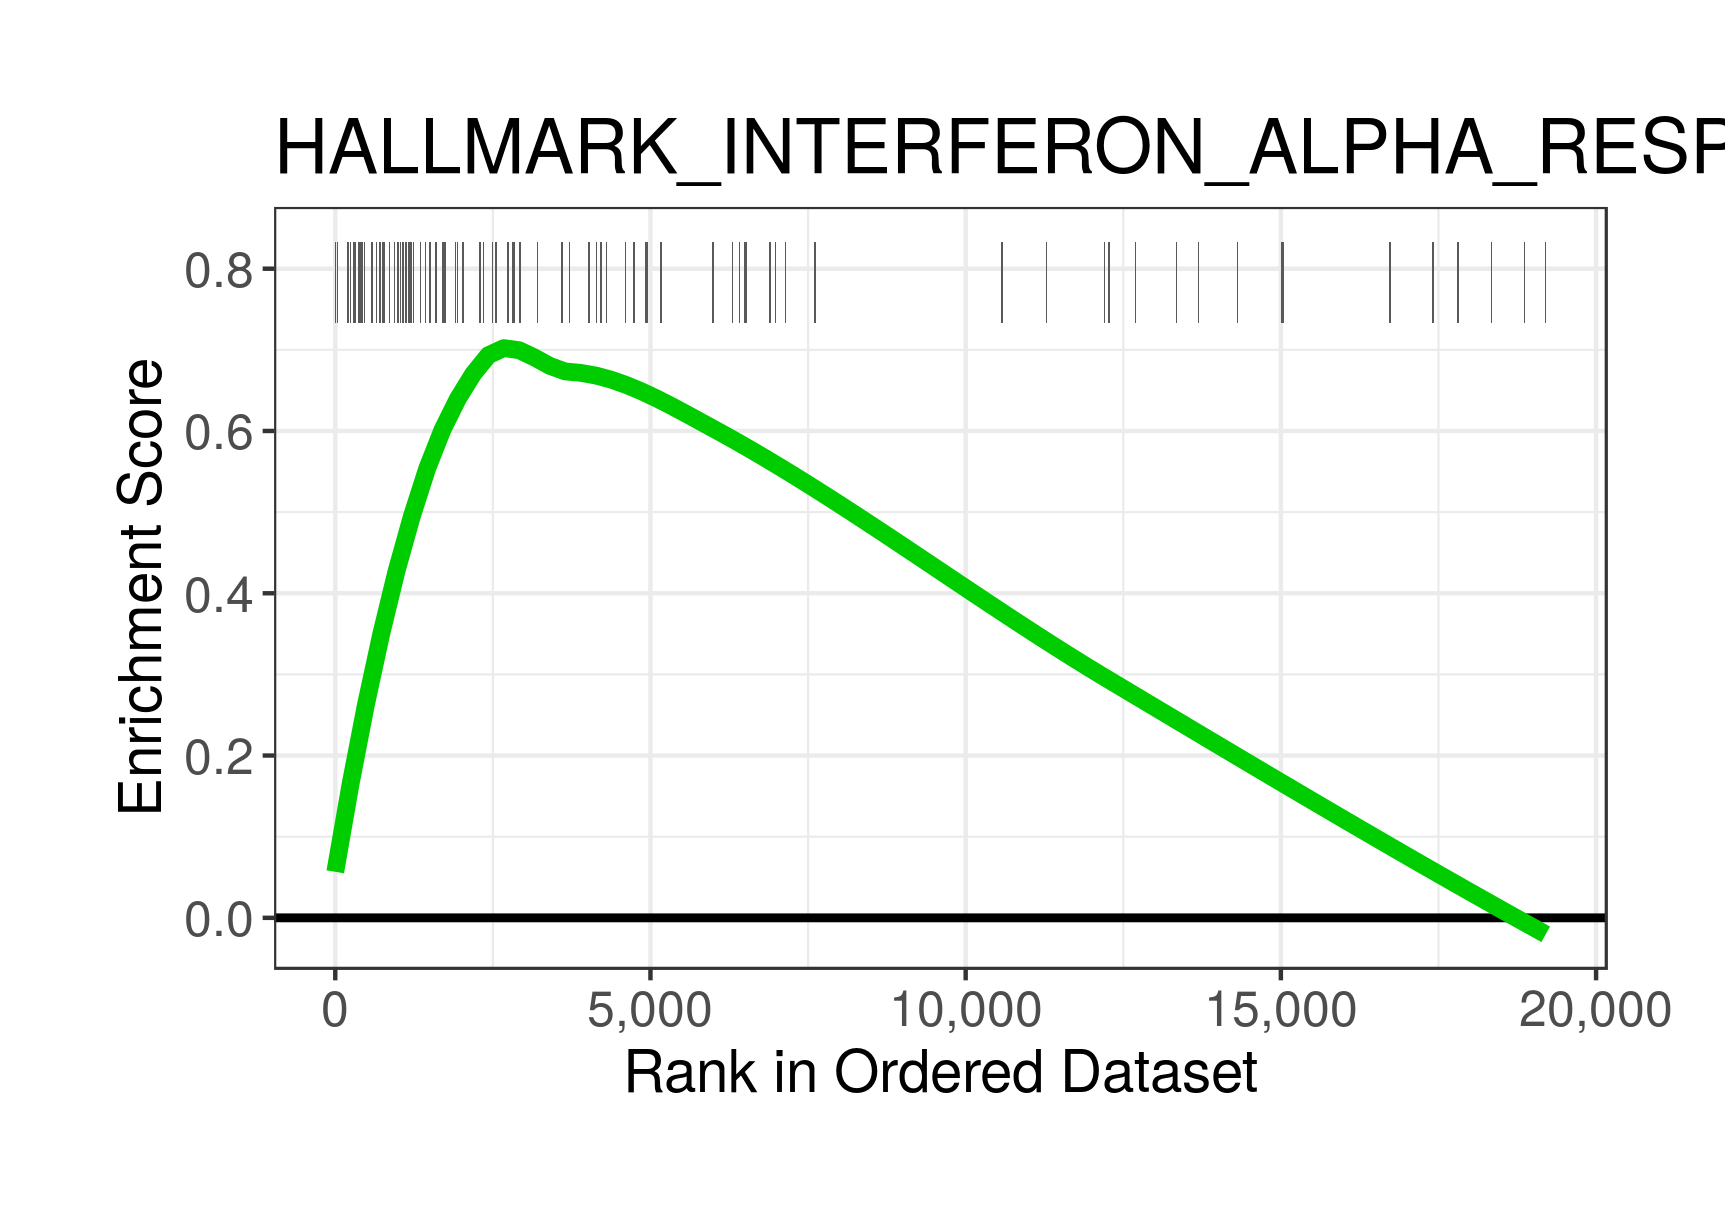 HALLMARK_INTERFERON_ALPHA_RESP
0.8
0.6
0.4
0.2
0.0
Enrichment Score
0 5,000 10,000 15,000 20,000
Rank in Ordered Dataset